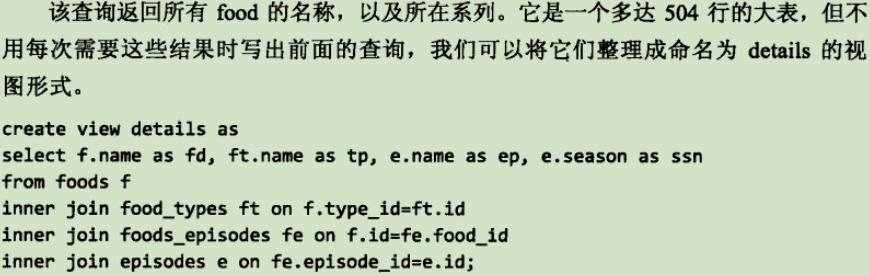 该查询返回所有 food 的名称，以及所在系列。它是一个多达 504 行的大表，但不
用每次需要这些结果时写出前面的查询，我们可以将它们整理成命名为 details 的视
图形式。
create view details as
select f.name as fd, ft.name as tp, e.name as ep, e.season as ssn
from foods f
inner join food_types ft on f.type_id=ft.id
inner join foods_episodes fe on f.id=fe.food_id
inner join episodes e on fe.episode_id=e.id;